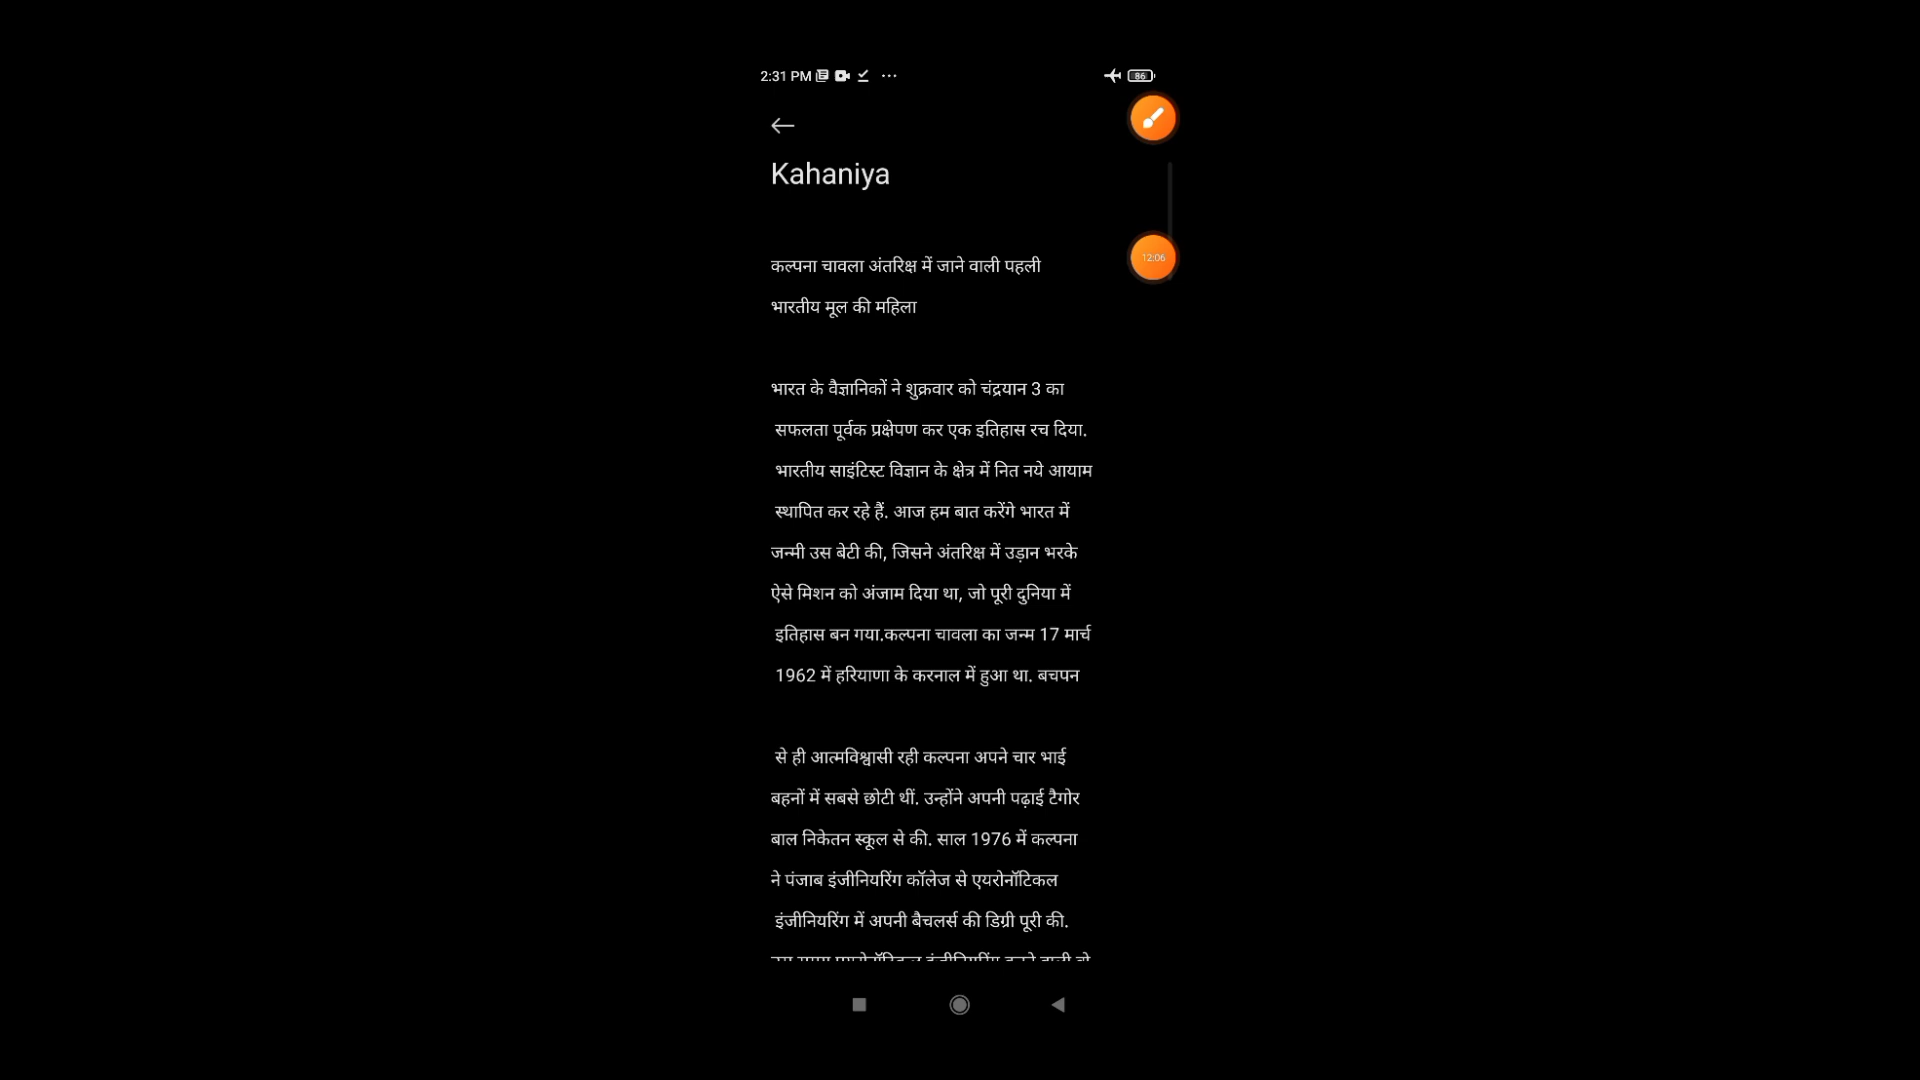 2:31 PM
86
Kahaniya
12:06
कल्पना चावला अंतरिक्ष में जाने वाली पहली
भारतीय मूल की महिला
भारत के वैज्ञानिकों ने शुक्रवार को चंद्रयान 3 का
सफलता पूर्वक प्रक्षेपण कर एक इतिहास रच दिया.
भारतीय साइंटिस्ट विज्ञान के क्षेत्र में नित नये आयाम
स्थापित कर रहे हैं. आज हम बात करेंगे भारत में
जन्मी उस बेटी की, जिसने अंतरिक्ष में उड़ान भरके
ऐसे मिशन को अंजाम दिया था, जो पूरी दुनिया में
इतिहास बन गया.कल्पना चावला का जन्म 17 मार्च
1962 में हरियाणा के करनाल में हुआ था. बचपन
से ही आत्मविश्वासी रही कल्पना अपने चार भाई
बहनों में सबसे छोटी थीं. उन्होंने अपनी पढ़ाई टैगोर
बाल निकेतन स्कूल से की. साल 1976 में कल्पना
ने पंजाब इंजीनियरिंग कॉलेज से एयरोनॉटिकल
इंजीनियरिंग में अपनी बैचलर्स की डिग्री पूरी की.